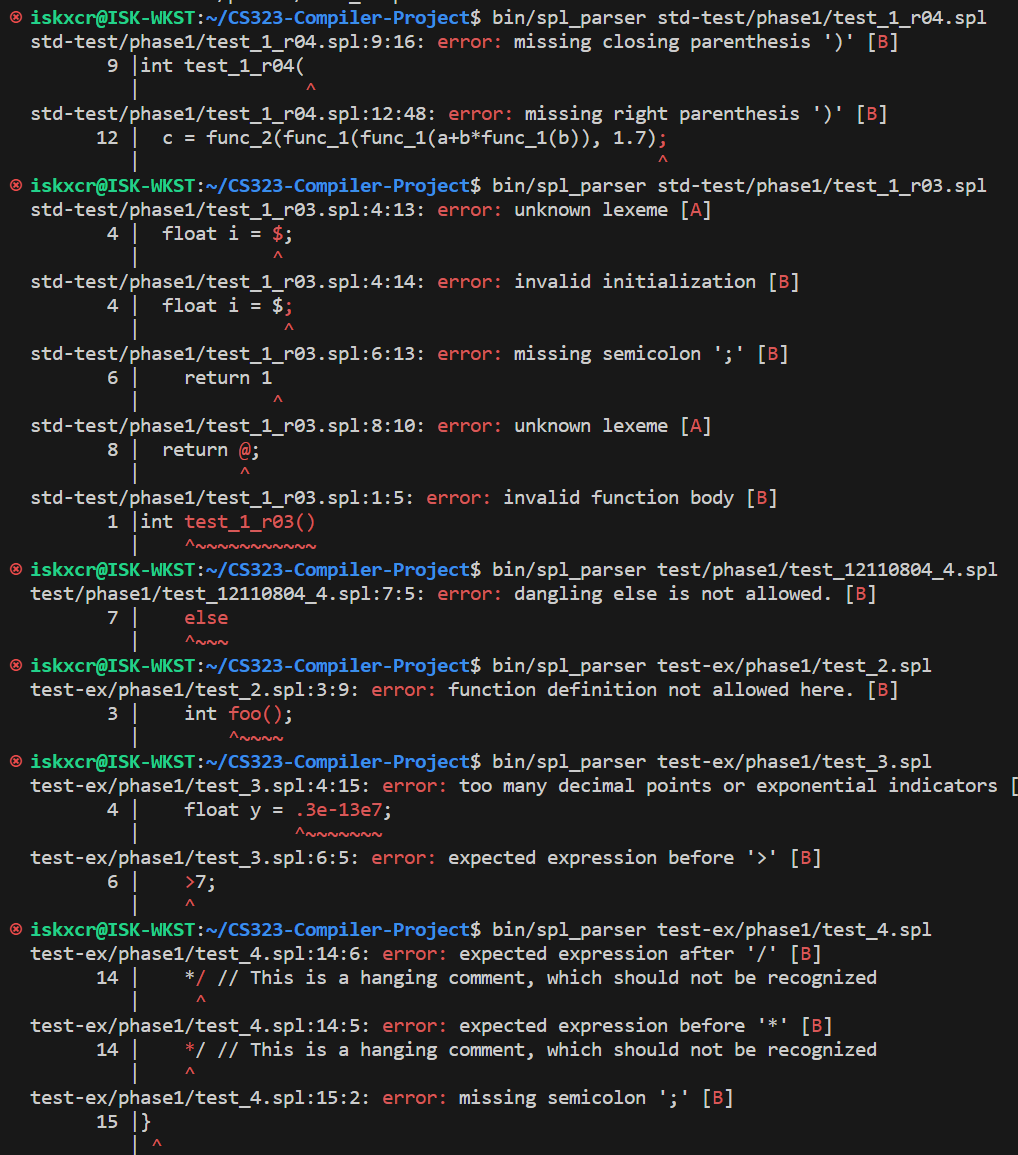 iskxcr@ISK-WKST:~/CS323-Compiler-Project$ bin/spl_parser std-test/phase1/test_1_r04.spl
std-test/phase1/test_1_r04.spl:9:16: error: missing closing parenthesis ')' [B]
9 |int test_1_r04(
| ^
std-test/phase1/test_1_r04.spl:12:48: error: missing right parenthesis ')' [B]
12 | c = func_2(func_1(func_1(a+b*func_1(b)), 1.7);
| ^
iskxcr@ISK-WKST:~/CS323-Compiler-Project$ bin/spl_parser std-test/phase1/test_1_r03.spl
std-test/phase1/test_1_r03.spl:4:13: error: unknown lexeme [A]
4 | float i = $;
| ^
std-test/phase1/test_1_r03.spl:4:14: error: invalid initialization [B]
4 | float i = $;
| ^
std-test/phase1/test_1_r03.spl:6:13: error: missing semicolon ';' [B]
6 | return 1
| ^
std-test/phase1/test_1_r03.spl:8:10: error: unknown lexeme [A]
8 | return @;
| ^
std-test/phase1/test_1_r03.spl:1:5: error: invalid function body [B]
1 |int test_1_r03()
| ^~~~~~~~~~~~
iskxcr@ISK-WKST:~/CS323-Compiler-Project$ bin/spl_parser test/phase1/test_12110804_4.spl
test/phase1/test_12110804_4.spl:7:5: error: dangling else is not allowed. [B]
7 | else
| ^~~~
iskxcr@ISK-WKST:~/CS323-Compiler-Project$ bin/spl_parser test-ex/phase1/test_2.spl
test-ex/phase1/test_2.spl:3:9: error: function definition not allowed here. [B]
3 | int foo();
| ^~~~~
iskxcr@ISK-WKST:~/CS323-Compiler-Project$ bin/spl_parser test-ex/phase1/test_3.spl
test-ex/phase1/test_3.spl:4:15: error: too many decimal points or exponential indicators [
4 | float y = .3e-13e7;
| ^~~~~~~~
test-ex/phase1/test_3.spl:6:5: error: expected expression before '>' [B]
6 | >7;
| ^
iskxcr@ISK-WKST:~/CS323-Compiler-Project$ bin/spl_parser test-ex/phase1/test_4.spl
test-ex/phase1/test_4.spl:14:6: error: expected expression after '/' [B]
14 | */ // This is a hanging comment, which should not be recognized
| ^
test-ex/phase1/test_4.spl:14:5: error: expected expression before '*' [B]
14 | */ // This is a hanging comment, which should not be recognized
| ^
test-ex/phase1/test_4.spl:15:2: error: missing semicolon ';' [B]
15 |}
| ^